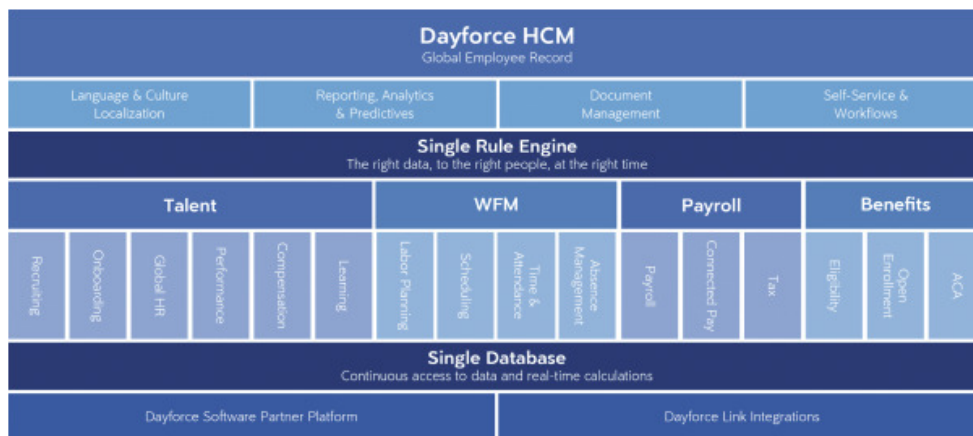 Dayforce HCM
Global Employee Record
Language & Culture
Localization
Reporting, Analytics
& Predictives
Document
Management
Self-Service &
Workflows
Single Rule Engine
The right data, to the right people, at the right time
Talent
WFM
Payroll
Benefits
Recruiting
Onboarding
Global HR
Performance
Compensation
Learning
Labor Planning
Scheduling
Time &
Attendance
Absence
Management
Payroll
Connected Pay
Tax
Eligibility
Open
Enrollment
ACA
Single Database
Continuous access to data and real-time calculations
Dayforce Software Partner Platform
Dayforce Link Integrations